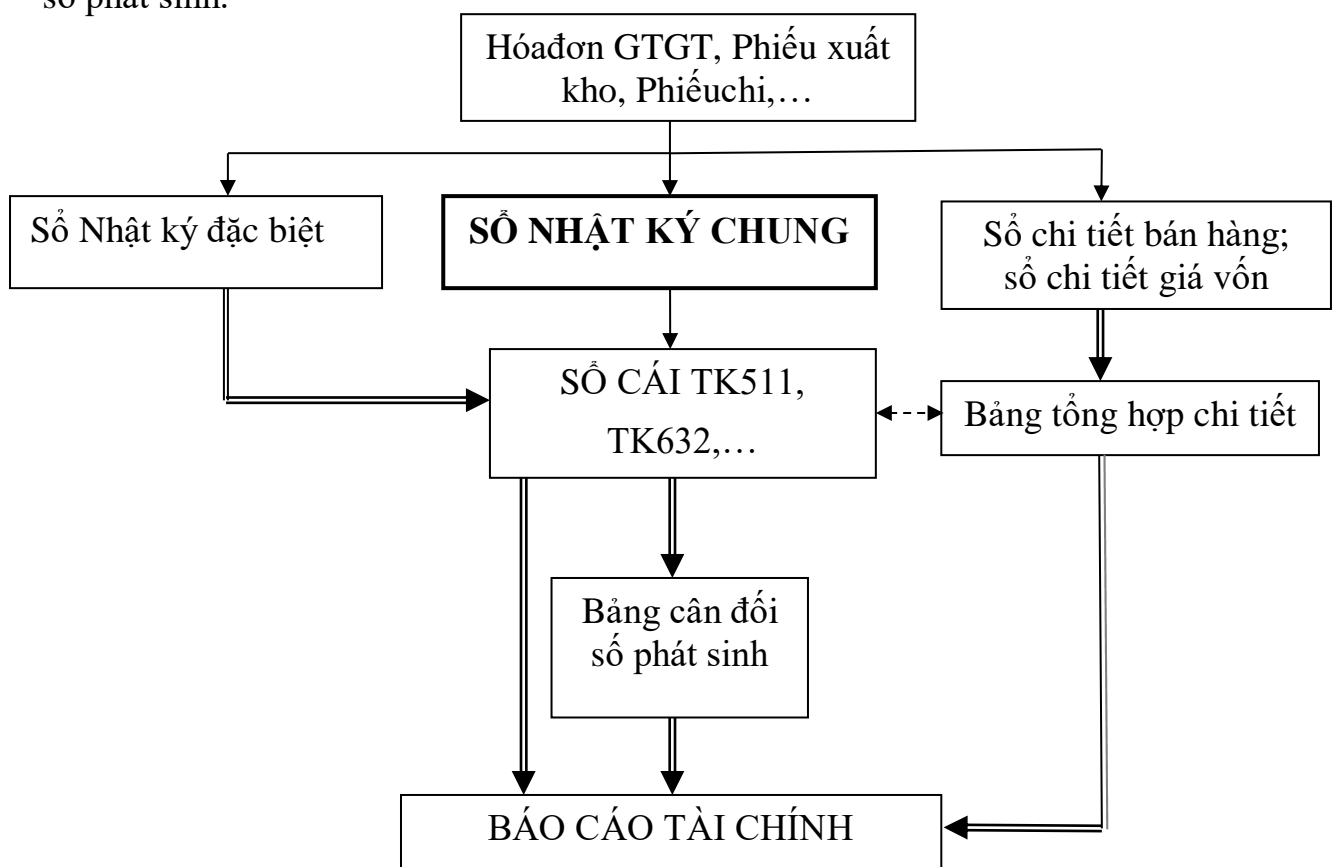 số phát sinh.
Hóađơn GTGT, Phiếu xuất
kho, Phiếuchi,…
Sổ Nhật ký đặc biệt
SỔ NHẬT KÝ CHUNG
Sổ chi tiết bán hàng;
sổ chi tiết giá vốn
SỔ CÁI TK511,
TK632,…
Bảng tổng hợp chi tiết
Bảng cân đối
số phát sinh
BÁO CÁO TÀI CHÍNH